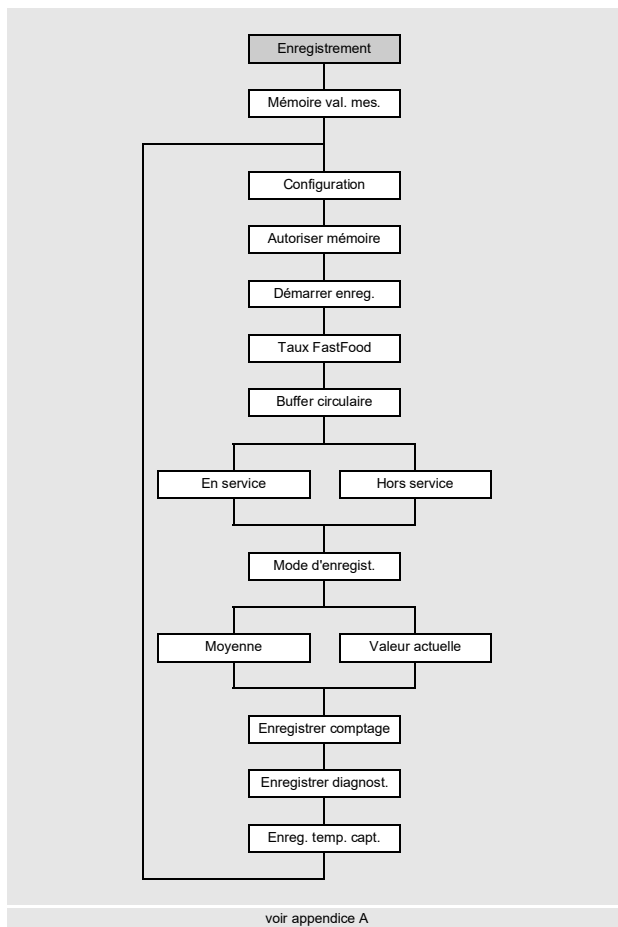 Enregistrement
Mémoire val. mes.
Configuration
Autoriser mémoire
Démarrer enreg.
Taux FastFood
Buffer circulaire
En service
Hors service
Mode d'enregist.
Moyenne
Valeur actuelle
Enregistrer comptage
Enregistrer diagnost.
Enreg. temp. capt.
voir appendice A